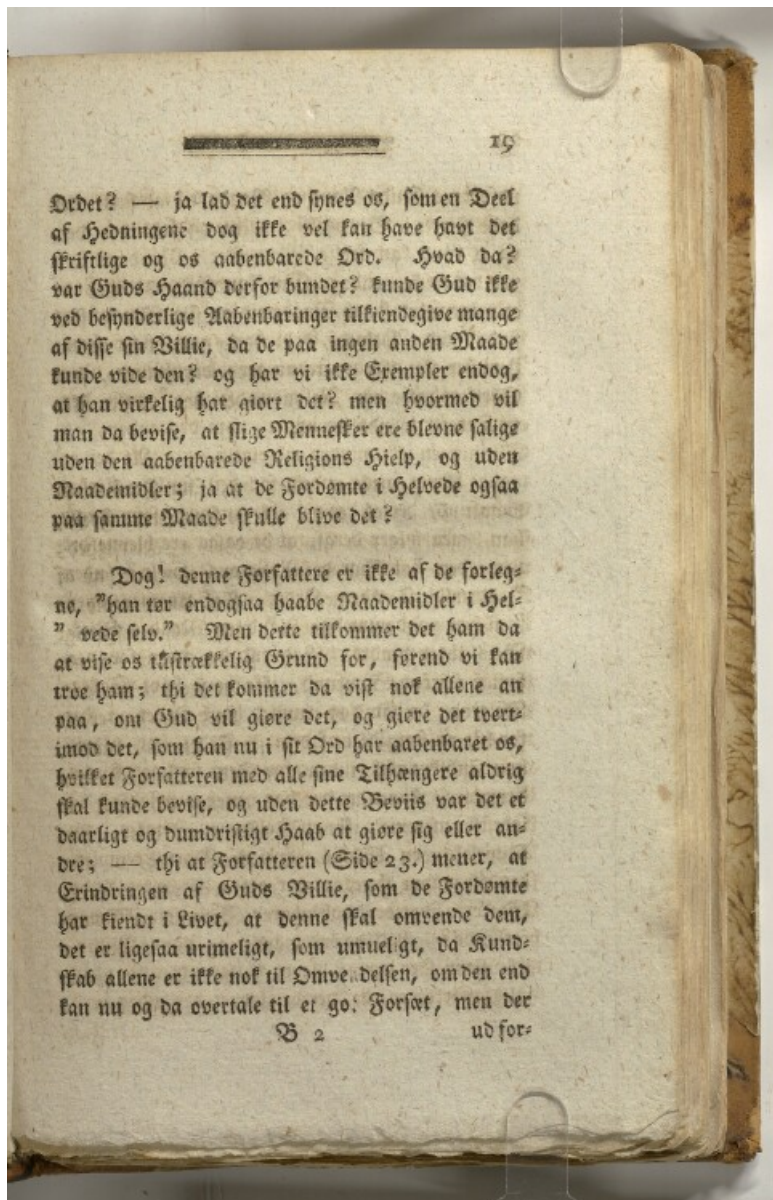 19
Ordet? — ja lad det end synes os, som en Deel
af Hedningene dog ikke vel kan have havt det
skriftlige og os aabenbarede Ord. Hvad da?
var Guds Haand derfor bundet? kunde Gud ikke
ved besynderlige Aabenbaringer tilkiendegive mange
af disse sin Villie, da de paa ingen anden Maade
kunde vide den? og har vi ikke Exempler endog,
at han virkelig har giort det? men hvormed vil
man da bevise, at slige Mennesker ere blevne salige
uden den aabenbarede Religions Hielp, og uden
Naademidler; ja at de Fordømte i Helvede ogsaa
paa samme Maade skulle blive det?
Dog! denne Forfattere er ikke af de forleg-
ne, "han tør endogsaa haabe Naademidler i Hel-
" vede selv." Men dette tilkommer det ham da
at vise os tilstrækkelig Grund for, førend vi kan
troe ham; thi det kommer da vist nok allene an
paa, om Gud vil giøre det, og giøre det tvert-
imod det, som han nu i sit Ord har aabenbaret os,
hvilket Forfatteren med alle sine Tilhængere aldrig
skal kunde bevise, og uden dette Beviis var det et
daarligt og dumdristigt Haab at giøre sig eller an-
dre; — thi at Forfatteren (Side 23.) mener, at
Erindringen af Guds Villie, som de Fordømte
har kiendt i Livet, at denne skal omvende dem,
det er ligesaa urimeligt, som umueligt, da Kund-
skab allene er ikke nok til Omvendelsen, om den end
kan nu og da overtale til et got Forsæt, men der
B 2 ud for-